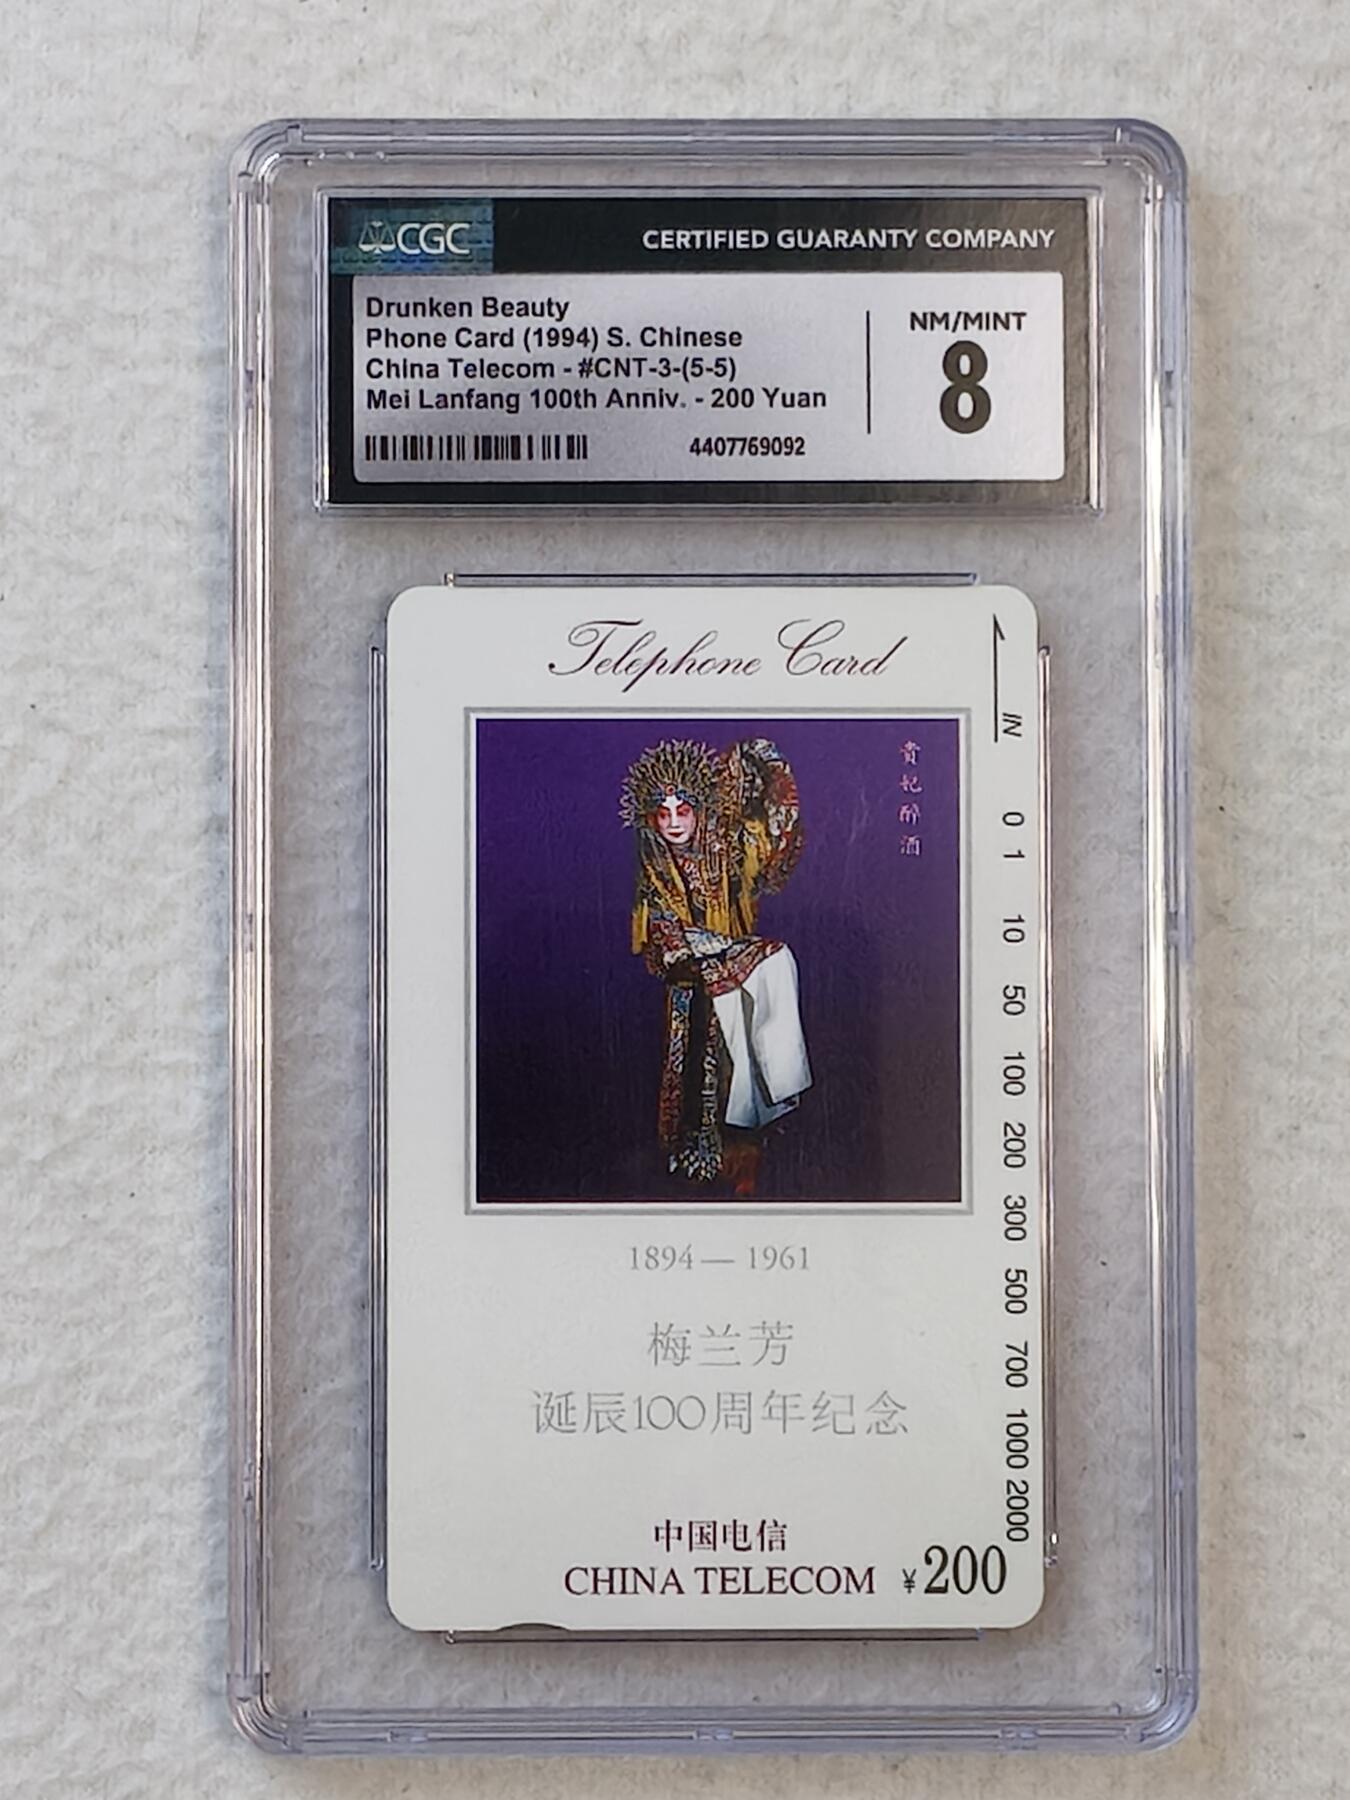 CGC
CERTIFIED GUARANTY COMPANY
Drunken Beauty
Phone Card (1994) S. Chinese
China Telecom - #CNT-3-(5-5)
Mei Lanfang 100th Anniv. - 200 Yuan
4407769092
NM/MINT
8
Telephone Card
貴妃醉酒
IN
0
1
10
50
100
200
300
500
700
1000
2000
1894 — 1961
梅兰芳
诞辰100周年纪念
中国电信
CHINA TELECOM ¥200